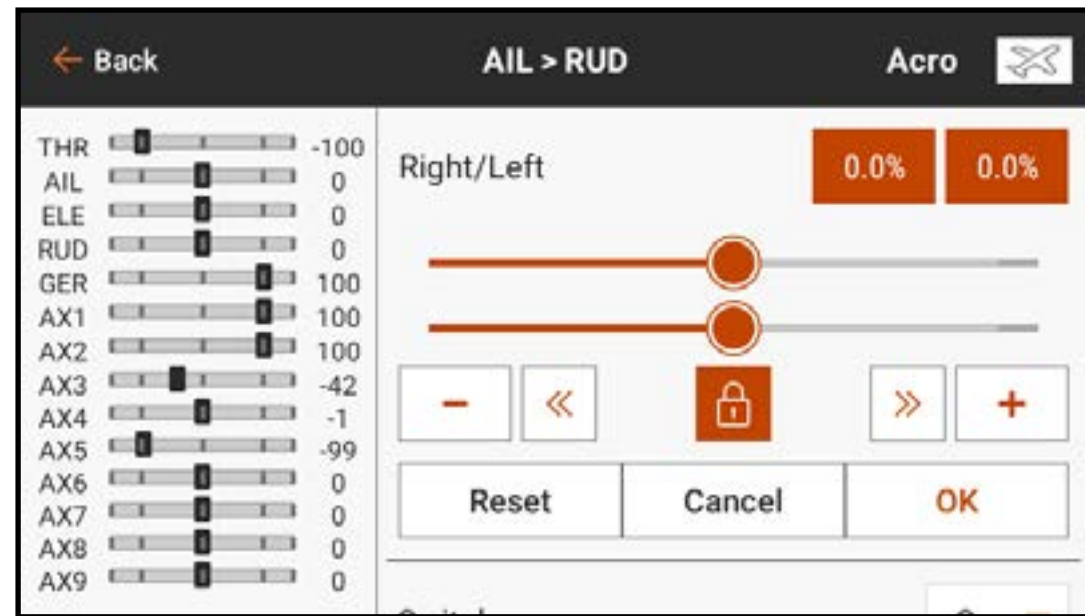 ← Back AIL > RUD Acro
THR -100
AIL 0
ELE 0
RUD 0
GER 100
AX1 100
AX2 100
AX3 -42
AX4 -1
AX5 -99
AX6 0
AX7 0
AX8 0
AX9 0
Right/Left 0.0% 0.0%
− « » +
Reset Cancel OK